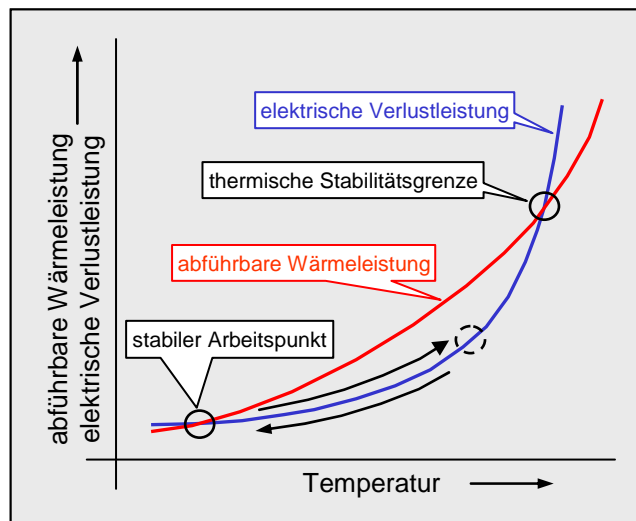 elektrische Verlustleistung
thermische Stabilitätsgrenze
abführbare Wärmeleistung
stabiler Arbeitspunkt
abführbare Wärmeleistung
elektrische Verlustleistung
Temperatur